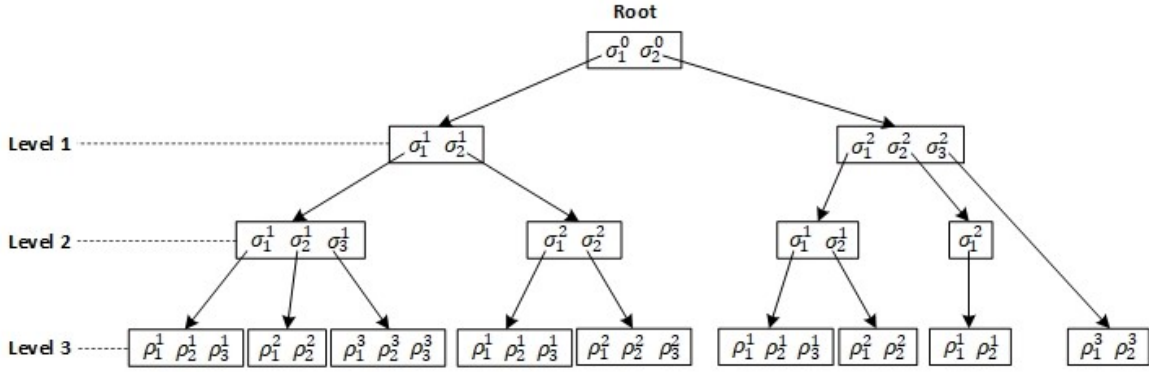 Root
σ₁⁰ σ₂⁰
Level 1
σ₁¹ σ₂¹
σ₁² σ₂² σ₃²
Level 2
σ₁¹ σ₂¹ σ₃¹
σ₁² σ₂²
σ₁¹ σ₂¹
σ₁²
Level 3
ρ₁¹ ρ₂¹ ρ₃¹
ρ₁² ρ₂²
ρ₁³ ρ₂³ ρ₃³
ρ₁¹ ρ₂¹ ρ₃¹
ρ₁² ρ₂² ρ₃²
ρ₁¹ ρ₂¹ ρ₃¹
ρ₁² ρ₂²
ρ₁¹ ρ₂¹
ρ₁³ ρ₂³